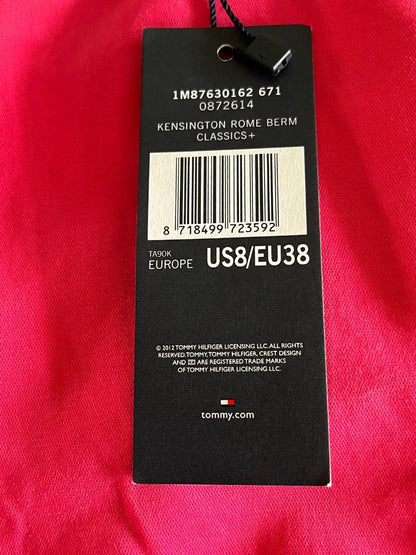 1M87630162 671
0872614
KENSINGTON ROME BERM
CLASSICS+
8 718499 723592
TA90K
EUROPE US8/EU38
© 2012 TOMMY HILFIGER LICENSING LLC. ALL RIGHTS
RESERVED. TOMMY, TOMMY HILFIGER, CREST DESIGN
AND ARE REGISTERED TRADE MARKS
OF TOMMY HILFIGER LICENSING LLC.
tommy.com